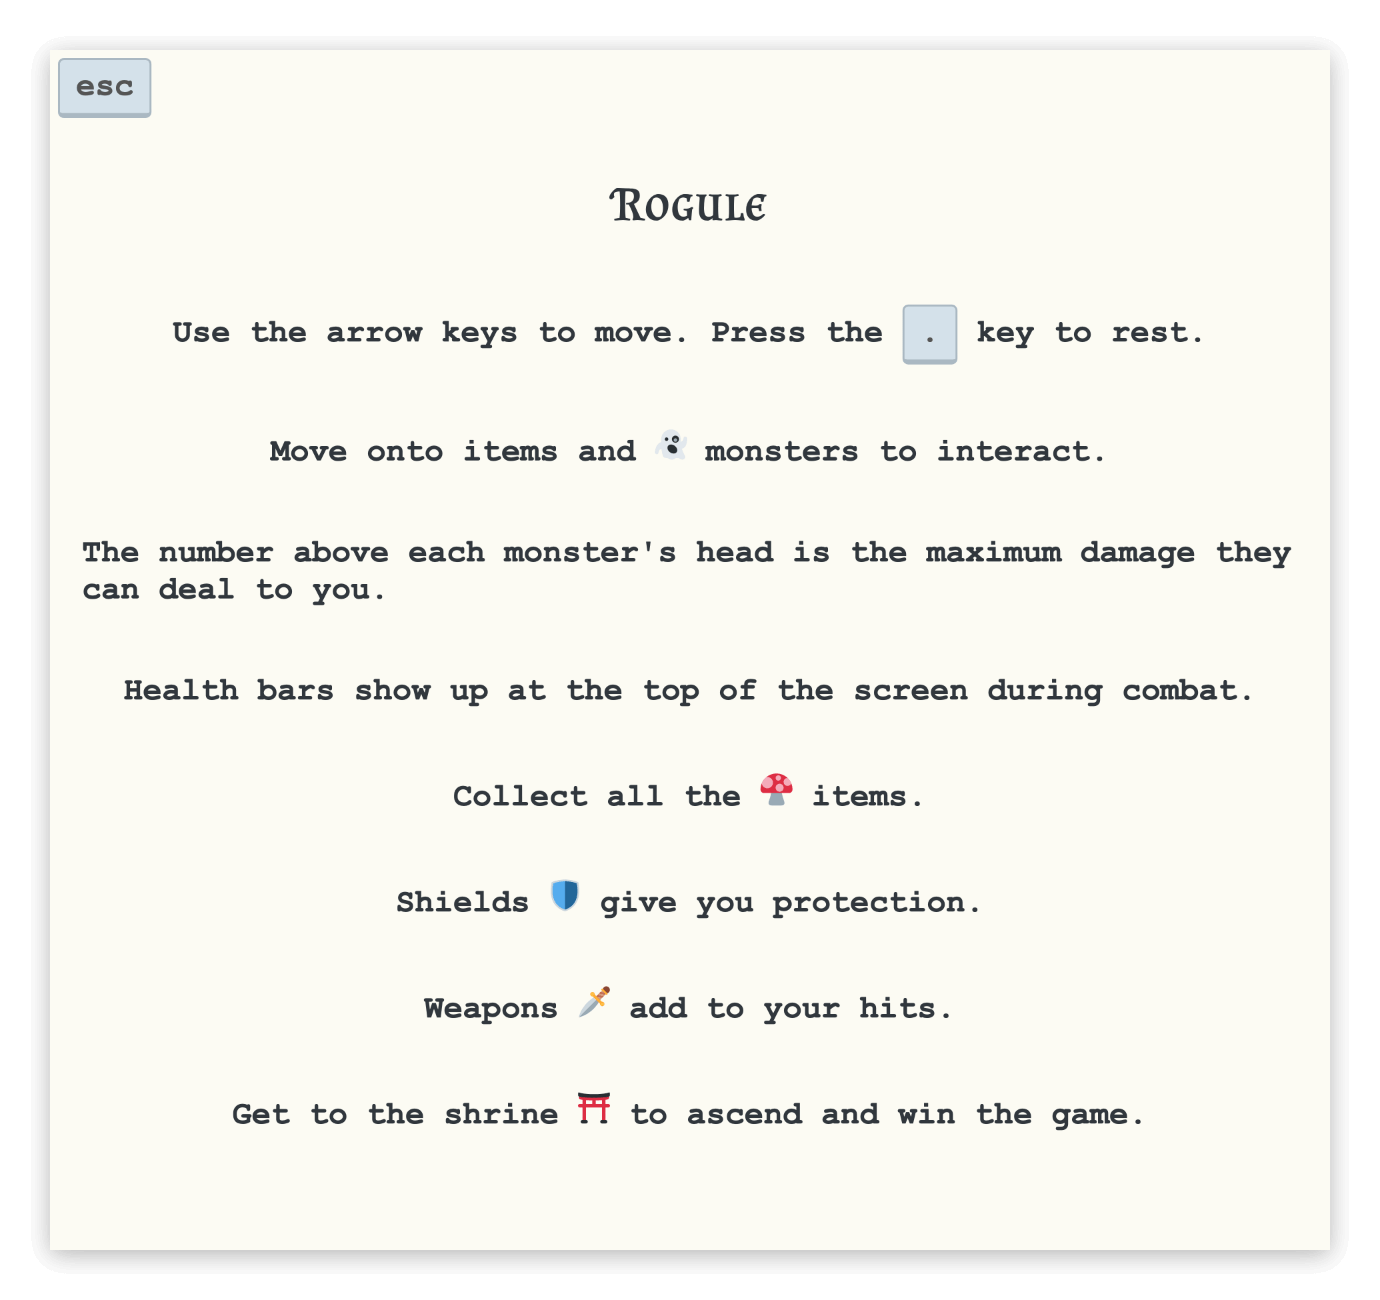 esc
Rogule
Use the arrow keys to move. Press the . key to rest.
Move onto items and 👻 monsters to interact.
The number above each monster's head is the maximum damage they
can deal to you.
Health bars show up at the top of the screen during combat.
Collect all the 🍄 items.
Shields 🛡 give you protection.
Weapons 🗡 add to your hits.
Get to the shrine ⛩ to ascend and win the game.